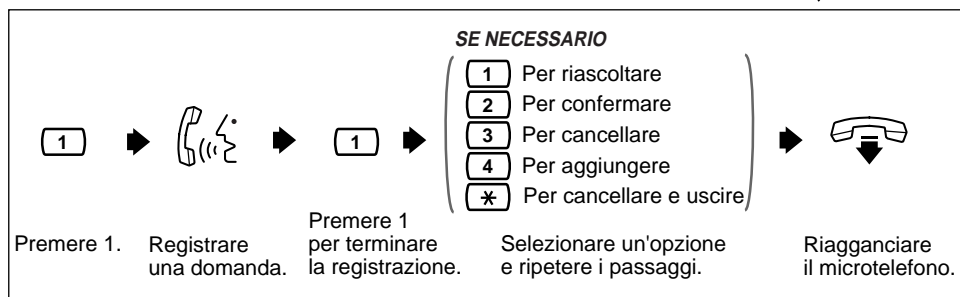 SE NECESSARIO
1 Per riascoltare
2 Per confermare
3 Per cancellare
4 Per aggiungere
* Per cancellare e uscire
1
1
Premere 1.
Registrare
una domanda.
Premere 1
per terminare
la registrazione.
Selezionare un'opzione
e ripetere i passaggi.
Riagganciare
il microtelefono.